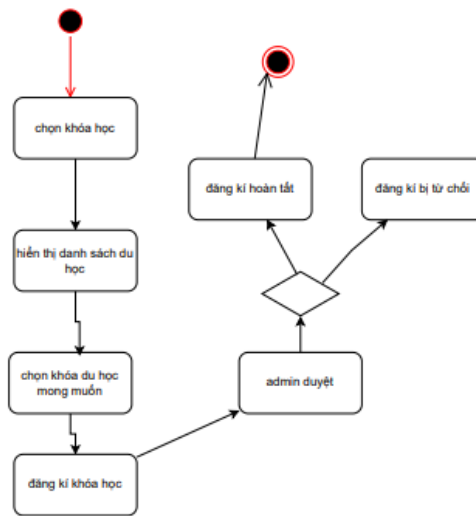 chọn khóa học
hiển thị danh sách du
học
chọn khóa du học
mong muốn
đăng kí khóa học
admin duyệt
đăng kí hoàn tất
đăng kí bị từ chối